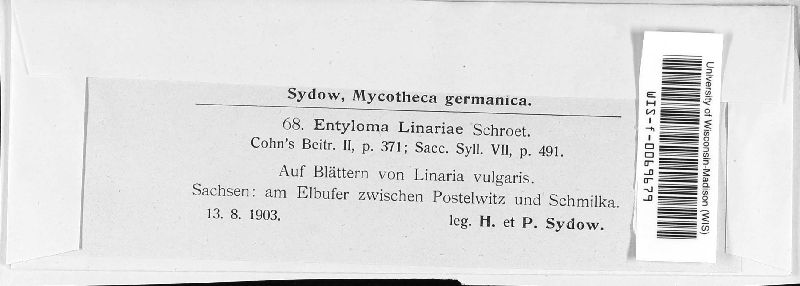 Sydow, Mycotheca germanica.
68. Entyloma Linariae Schroet.
Cohn's Beitr. II, p. 371; Sacc. Syll. VII, p. 491.
Auf Blättern von Linaria vulgaris.
Sachsen: am Elbufer zwischen Postelwitz und Schmilka.
13. 8. 1903. leg. H. et P. Sydow.
University of Wisconsin-Madison (WIS)
WIS-f-0069679